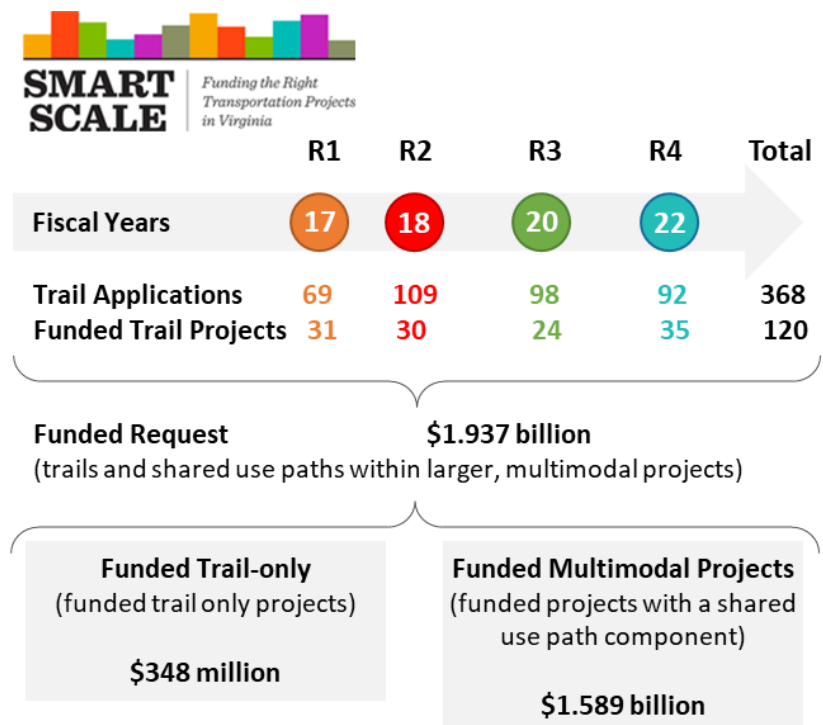 SMART SCALE
Funding the Right
Transportation Projects
in Virginia
R1 R2 R3 R4 Total
Fiscal Years 17 18 20 22
Trail Applications 69 109 98 92 368
Funded Trail Projects 31 30 24 35 120
Funded Request $1.937 billion
(trails and shared use paths within larger, multimodal projects)
Funded Trail-only
(funded trail only projects)
$348 million
Funded Multimodal Projects
(funded projects with a shared
use path component)
$1.589 billion